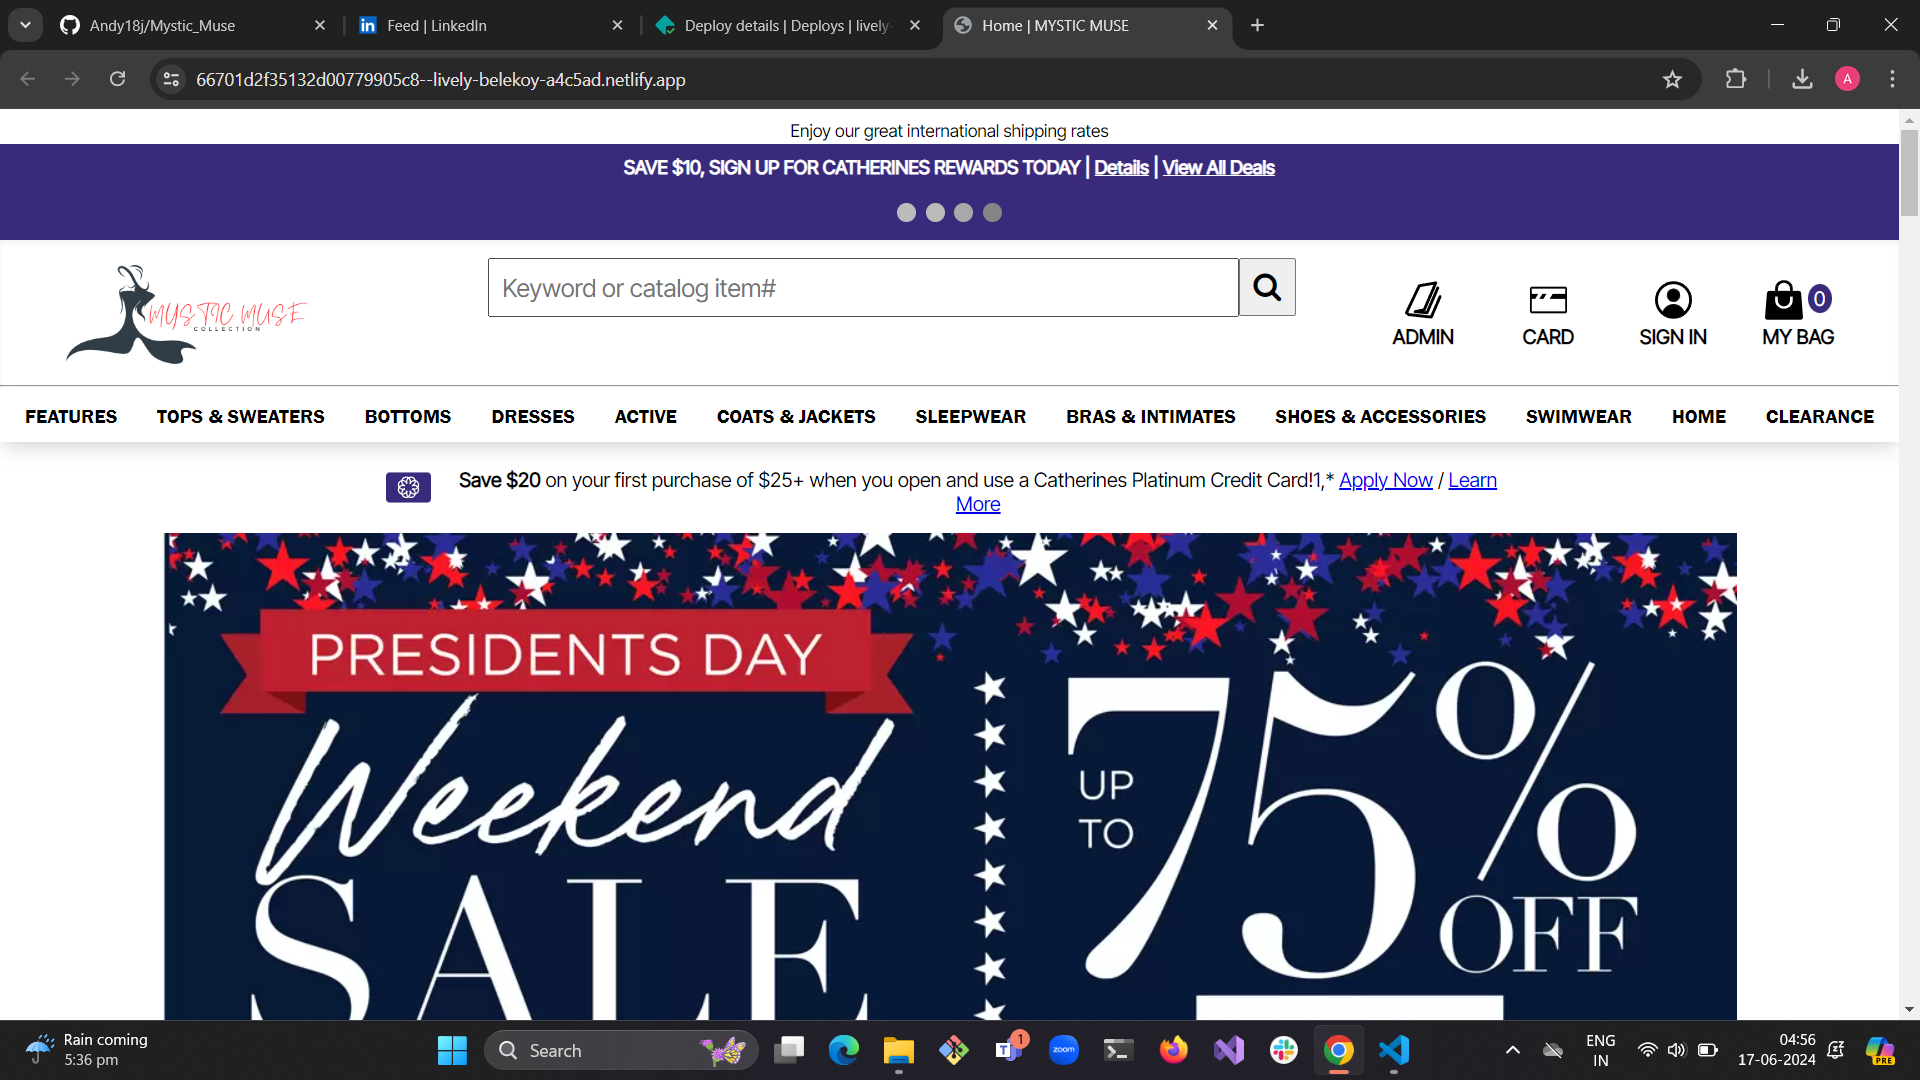 Andy18j/Mystic_Muse
Feed | LinkedIn
Deploy details | Deploys | lively-
Home | MYSTIC MUSE
66701d2f35132d00779905c8--lively-belekoy-a4c5ad.netlify.app
A
Enjoy our great international shipping rates
SAVE $10, SIGN UP FOR CATHERINES REWARDS TODAY | Details | View All Deals
MYSTIC MUSE
COLLECTION
Keyword or catalog item#
ADMIN
CARD
SIGN IN
0
MY BAG
FEATURES TOPS & SWEATERS BOTTOMS DRESSES ACTIVE COATS & JACKETS SLEEPWEAR BRAS & INTIMATES SHOES & ACCESSORIES SWIMWEAR HOME CLEARANCE
Save $20 on your first purchase of $25+ when you open and use a Catherines Platinum Credit Card!1,* Apply Now / Learn
More
PRESIDENTS DAY
Weekend
SALE
UP
TO
75%
OFF
Rain coming
5:36 pm
Search
1
zoom
ENG
IN
04:56
17-06-2024
PRE